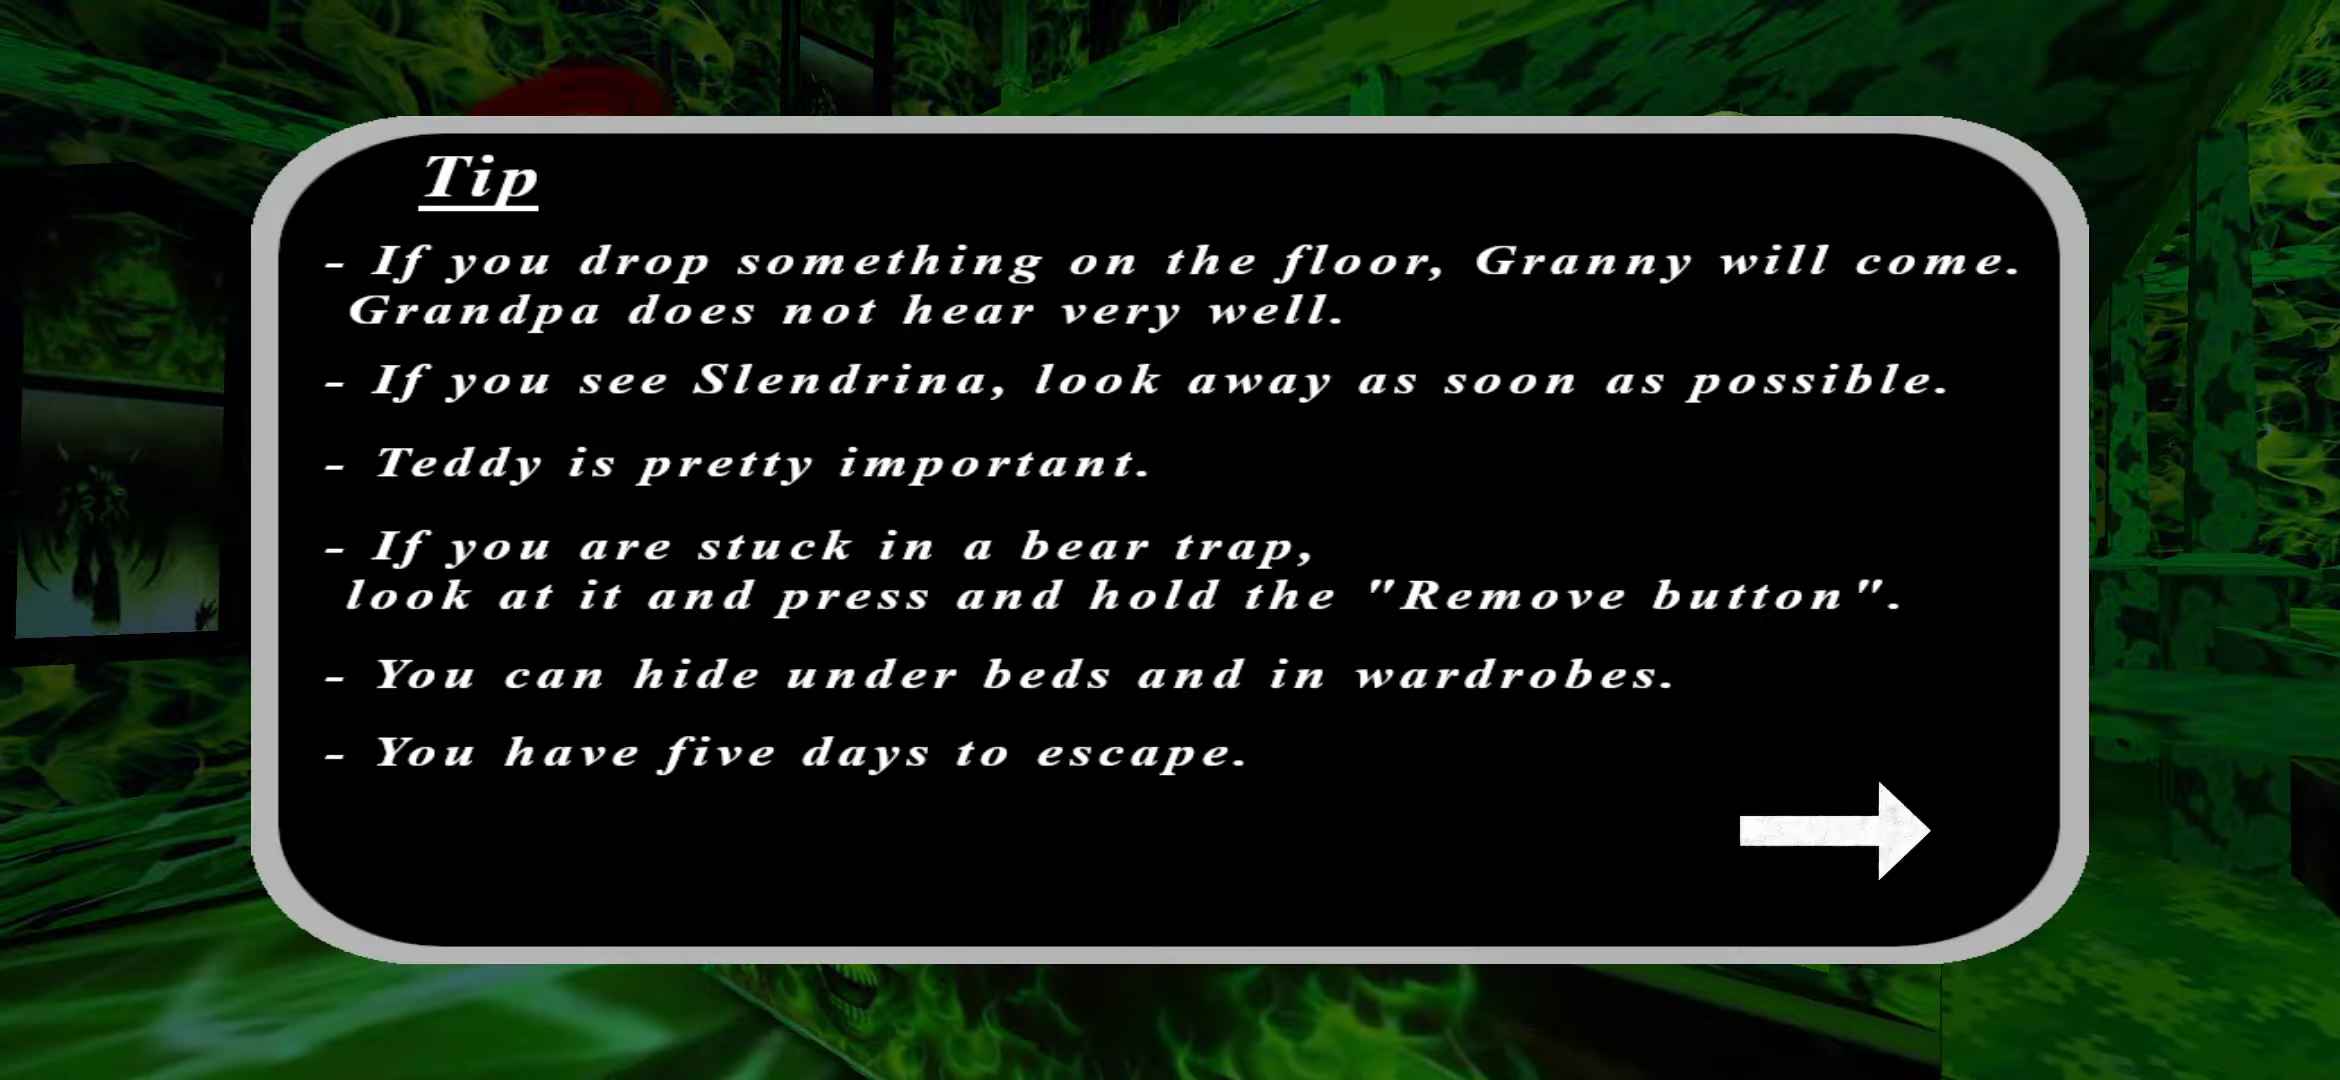 Tip
- If you drop something on the floor, Granny will come.
Grandpa does not hear very well.
- If you see Slendrina, look away as soon as possible.
- Teddy is pretty important.
- If you are stuck in a bear trap,
look at it and press and hold the "Remove button".
- You can hide under beds and in wardrobes.
- You have five days to escape.